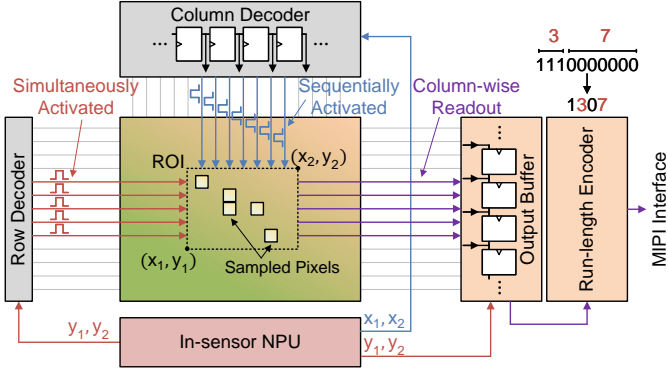 Column Decoder
... ...
3 7
1110000000
1307
Simultaneously
Activated
Sequentially
Activated
Column-wise
Readout
Row Decoder
ROI
(x₂, y₂)
(x₁, y₁)
Sampled Pixels
...
Output Buffer
...
Run-length Encoder
MIPI Interface
y₁, y₂
In-sensor NPU
x₁, x₂
y₁, y₂